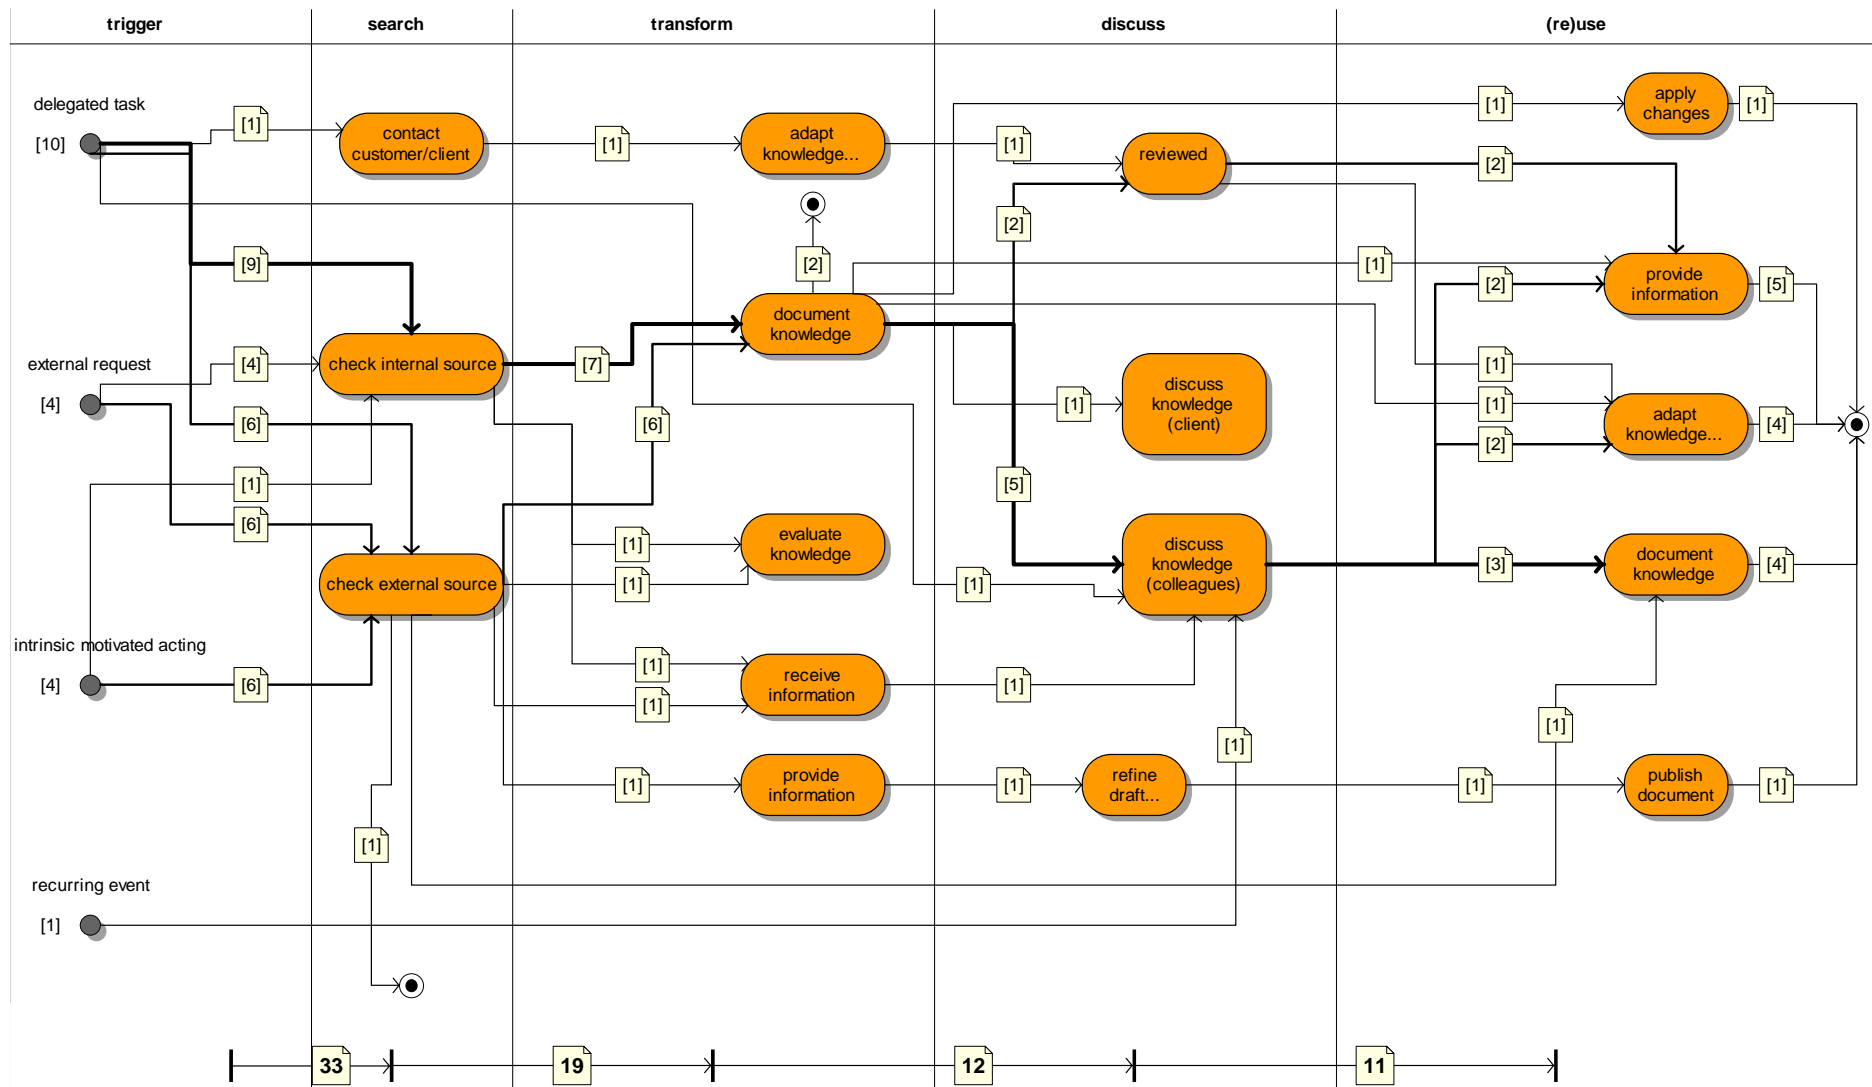 trigger
search
transform
discuss
(re)use
delegated task
[10]
[1]
contact
customer/client
[1]
adapt
knowledge...
[1]
reviewed
[1]
apply
changes
[1]
[2]
[2]
[9]
[2]
[1]
[2]
provide
information
[5]
document
knowledge
external request
[4]
[4]
check internal source
[7]
[6]
[1]
discuss
knowledge
(client)
[1]
[1]
[2]
adapt
knowledge...
[4]
[6]
[1]
[6]
[5]
check external source
[1]
evaluate
knowledge
[1]
[1]
discuss
knowledge
(colleagues)
[3]
document
knowledge
[4]
intrinsic motivated acting
[4]
[6]
[1]
[1]
receive
information
[1]
[1]
[1]
[1]
provide
information
[1]
refine
draft...
[1]
publish
document
[1]
[1]
recurring event
[1]
33
19
12
11